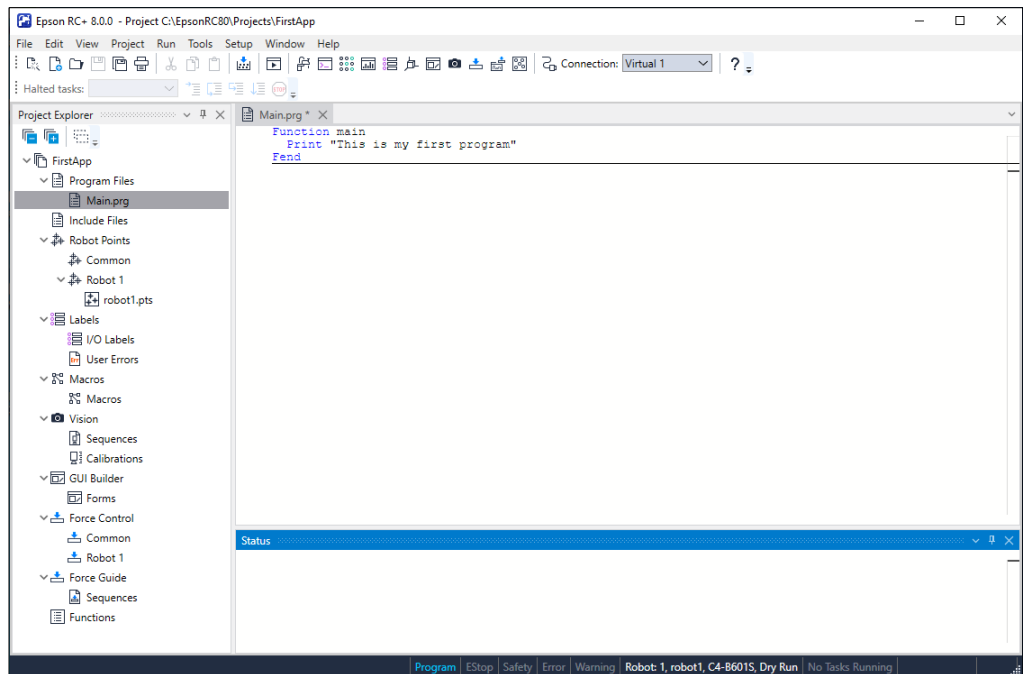 Epson RC+ 8.0.0 - Project C:\EpsonRC80\Projects\FirstApp
File Edit View Project Run Tools Setup Window Help
Connection: Virtual 1
?
Halted tasks:
STOP
Project Explorer
Main.prg *
FirstApp
Program Files
Main.prg
Include Files
Robot Points
Common
Robot 1
robot1.pts
Labels
I/O Labels
Err User Errors
Macros
Macros
Vision
Sequences
Calibrations
GUI Builder
Forms
Force Control
Common
Robot 1
Force Guide
Sequences
Functions
Function main
Print "This is my first program"
Fend
Status
Program EStop Safety Error Warning Robot: 1, robot1, C4-B601S, Dry Run No Tasks Running